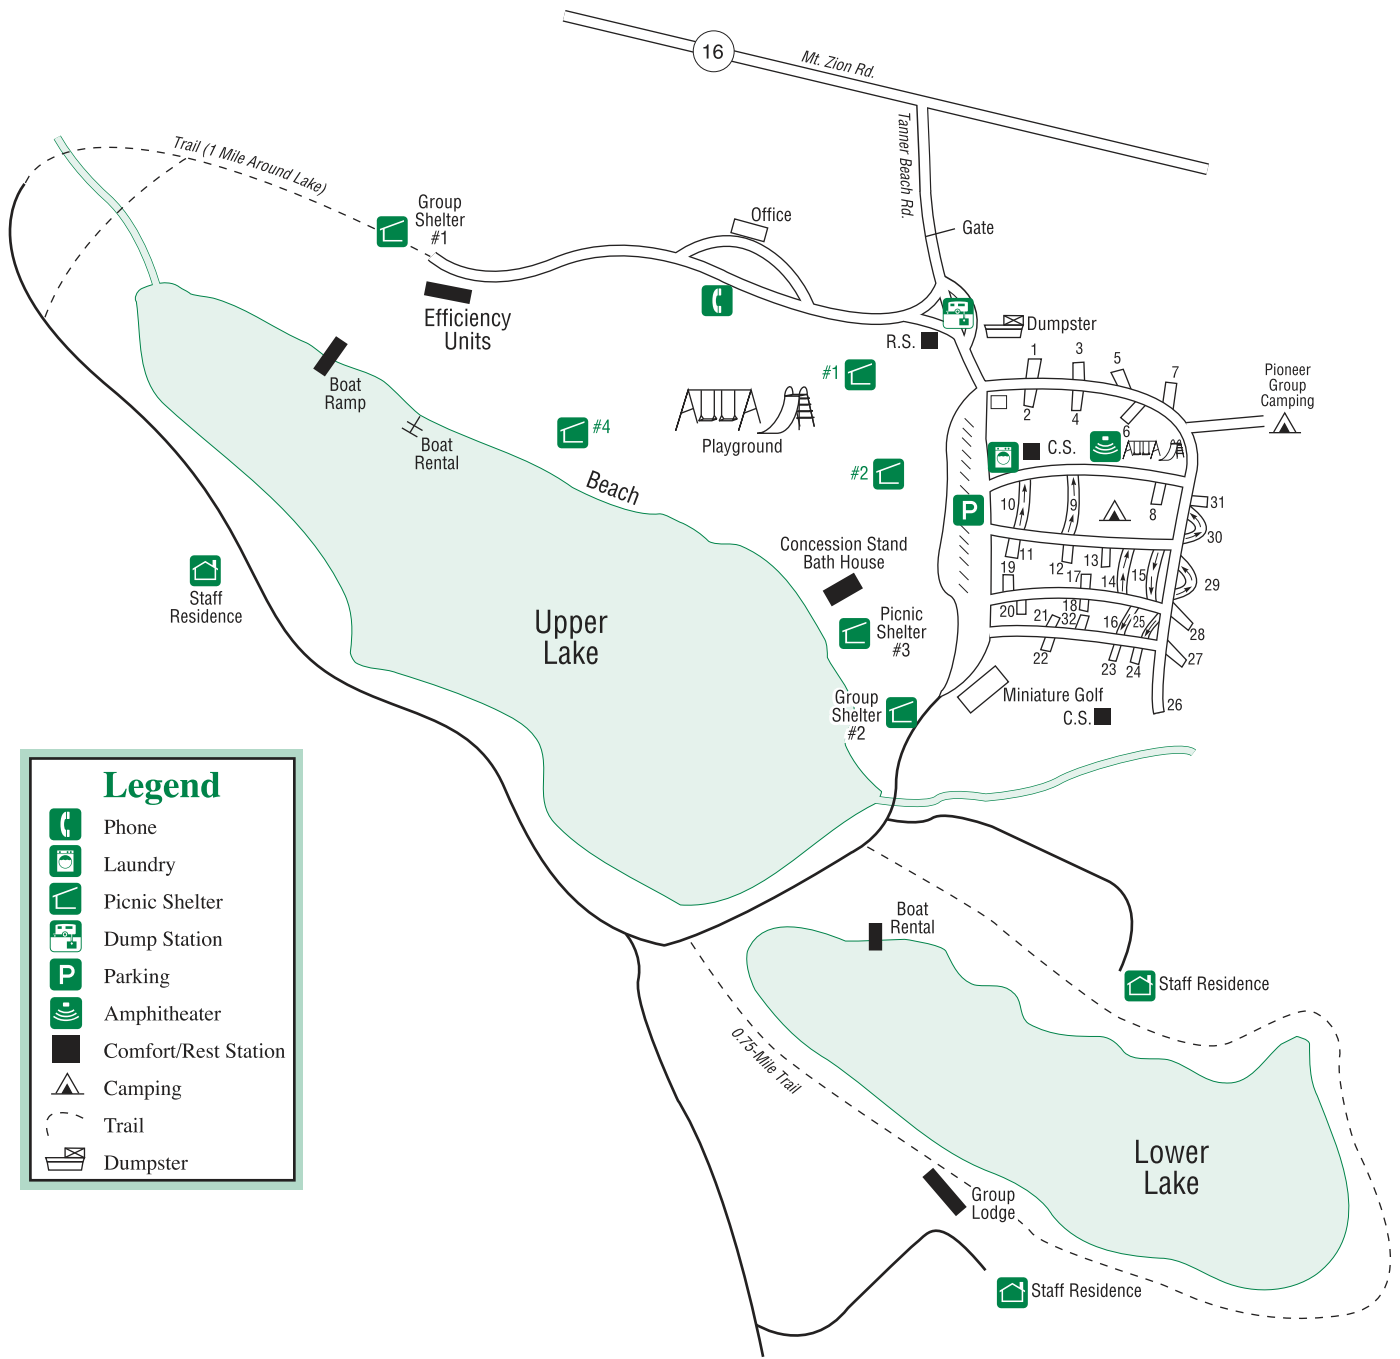 16
Mt. Zion Rd.
Tanner Beach Rd.
Trail (1 Mile Around Lake)
Group
Shelter
#1
Office
Gate
Efficiency
Units
R.S.
Dumpster
#1
1
3
5
7
2
4
6
Pioneer
Group
Camping
Boat
Ramp
Boat
Rental
#4
Playground
C.S.
#2
Beach
P
10
9
8
31
30
11
12
13
14
15
29
19
17
20
18
21
32
16
25
28
22
23
24
27
26
Concession Stand
Bath House
Picnic
Shelter
#3
Staff
Residence
Upper
Lake
Group
Shelter
#2
Miniature Golf
C.S.
Legend
Phone
Laundry
Picnic Shelter
Dump Station
P
Parking
Amphitheater
Comfort/Rest Station
Camping
Trail
Dumpster
Boat
Rental
Staff Residence
0.75-Mile Trail
Lower
Lake
Group
Lodge
Staff Residence